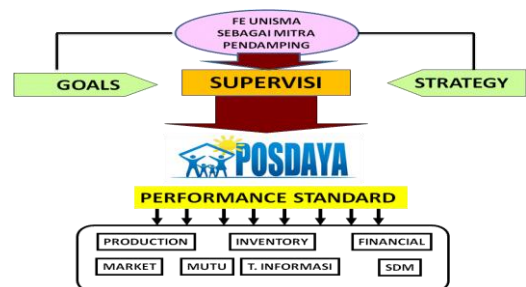 FE UNISMA
SEBAGAI MITRA
PENDAMPING
GOALS
SUPERVISI
STRATEGY
POSDAYA
PERFORMANCE STANDARD
PRODUCTION
INVENTORY
FINANCIAL
MARKET
MUTU
T. INFORMASI
SDM